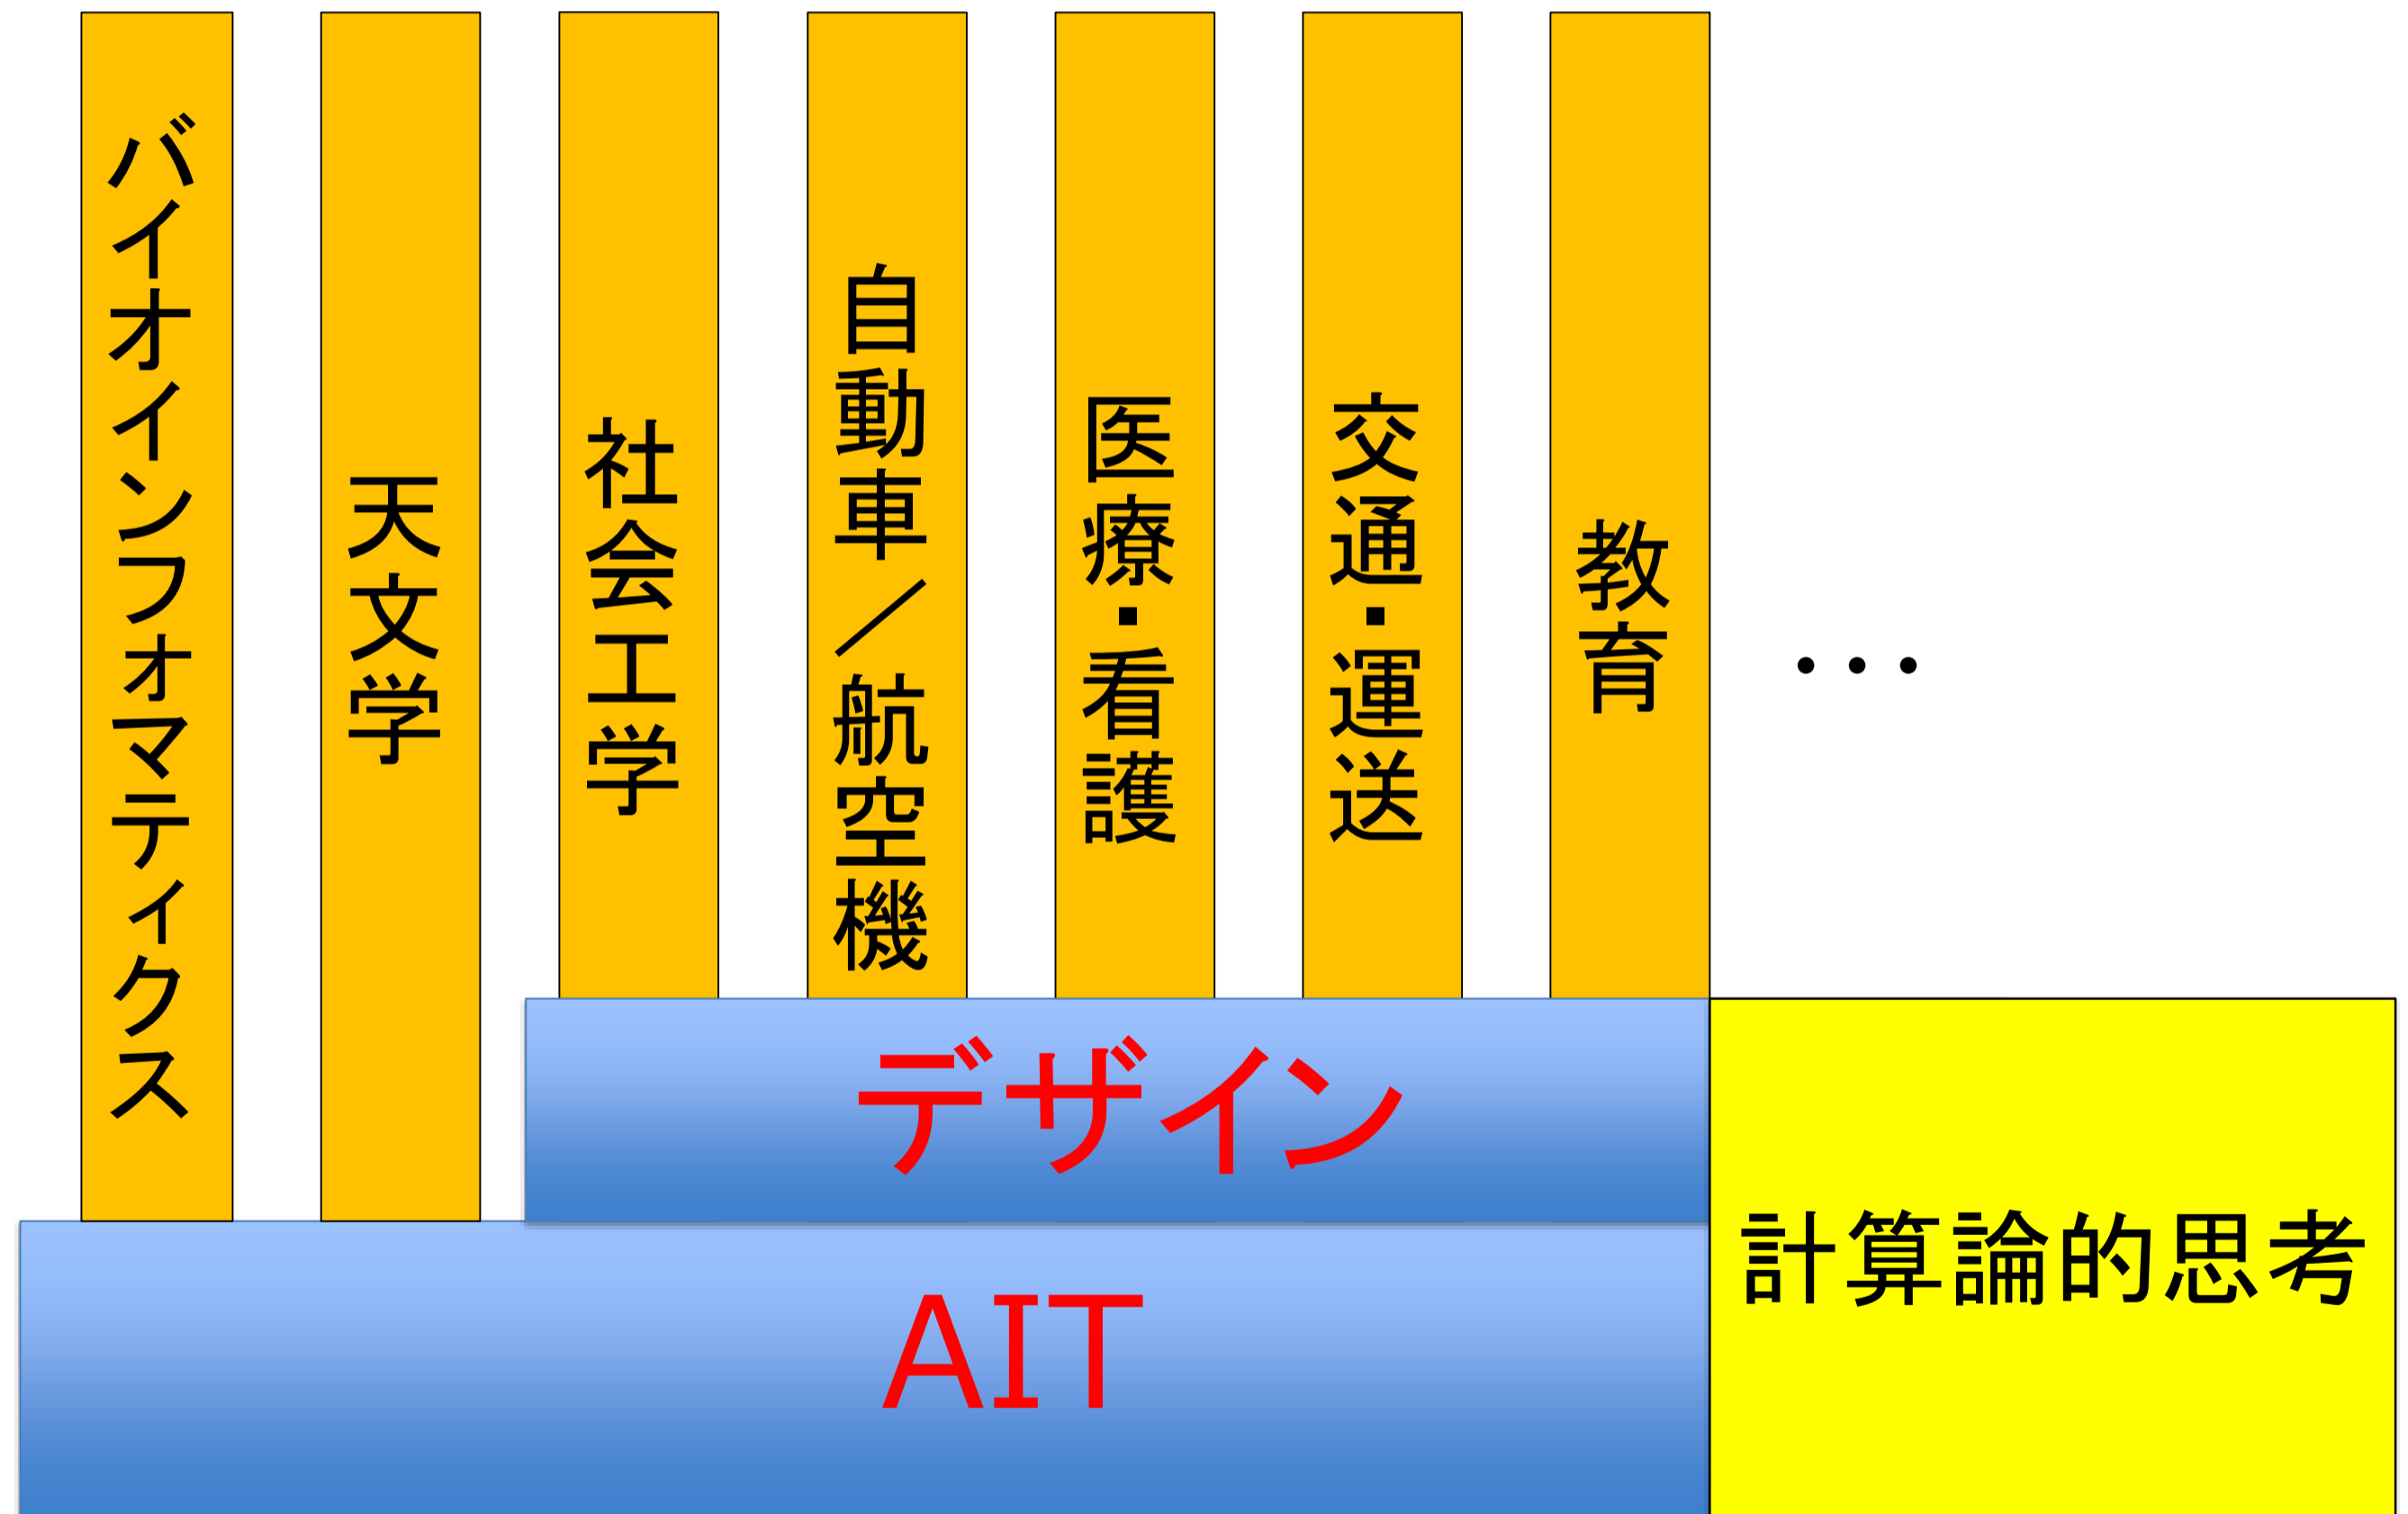 バイオインフォマティクス
天文学
社会工学
自動車／航空機
医療・看護
交通・運送
教育
・・・
デザイン
AIT
計算論的思考